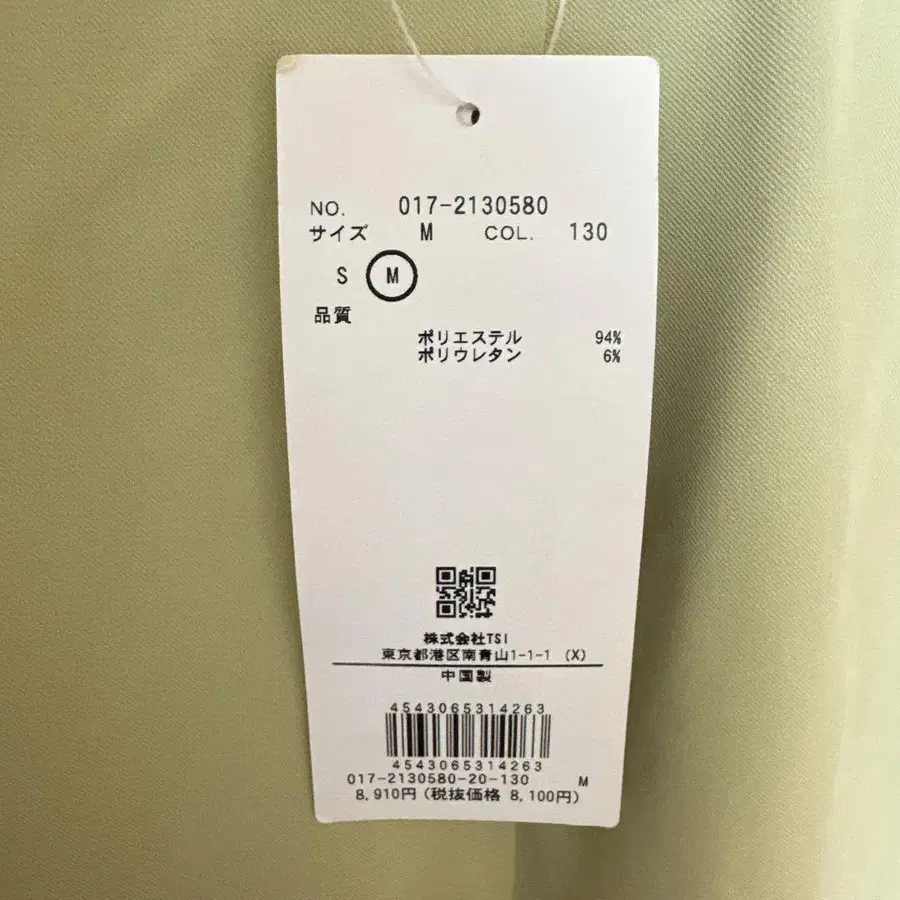 NO. 017-2130580
サイズ M COL. 130
S M
品質
ポリエステル 94%
ポリウレタン 6%
株式会社TSI
東京都港区南青山1-1-1 (X)
中国製
4543065314263
4543065314263
017-2130580-20-130 M
8,910円 (税抜価格 8,100円)